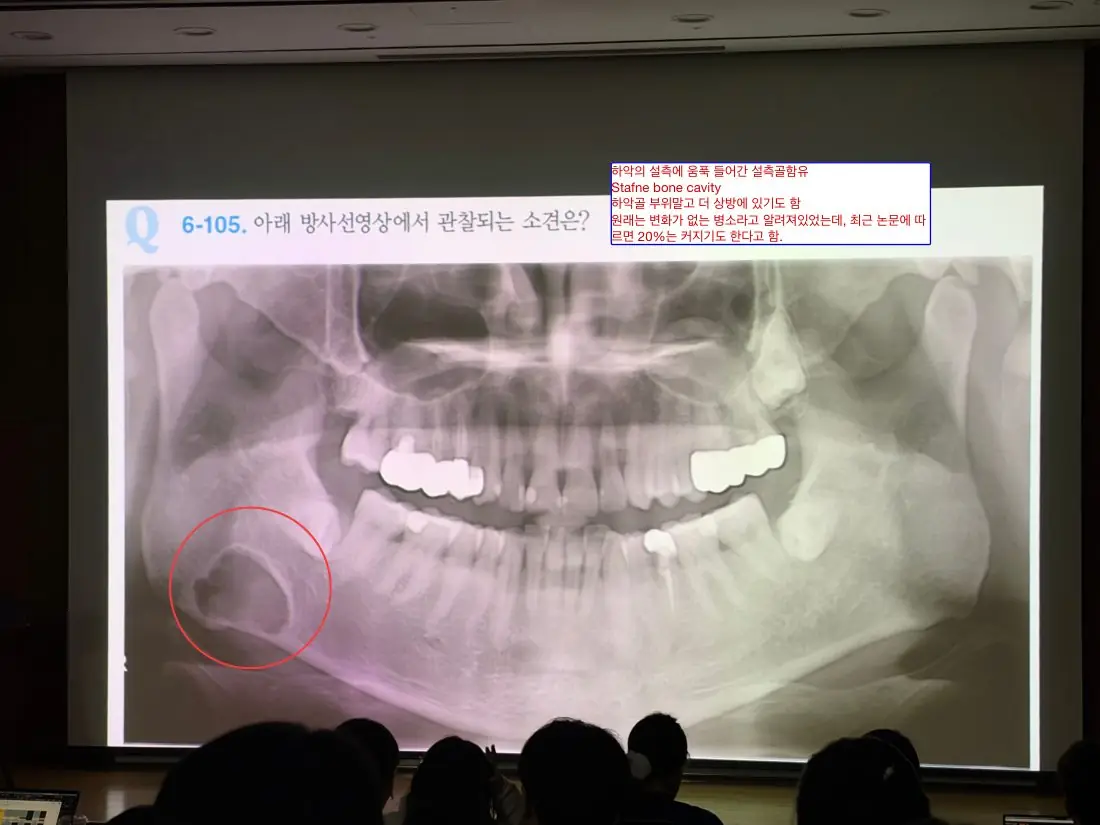 Q
6-105. 아래 방사선영상에서 관찰되는 소견은?
하악의 설측에 움푹 들어간 설측골함유
Stafne bone cavity
하악골 부위말고 더 상방에 있기도 함
원래는 변화가 없는 병소라고 알려져있었는데, 최근 논문에 따
르면 20%는 커지기도 한다고 함.
R